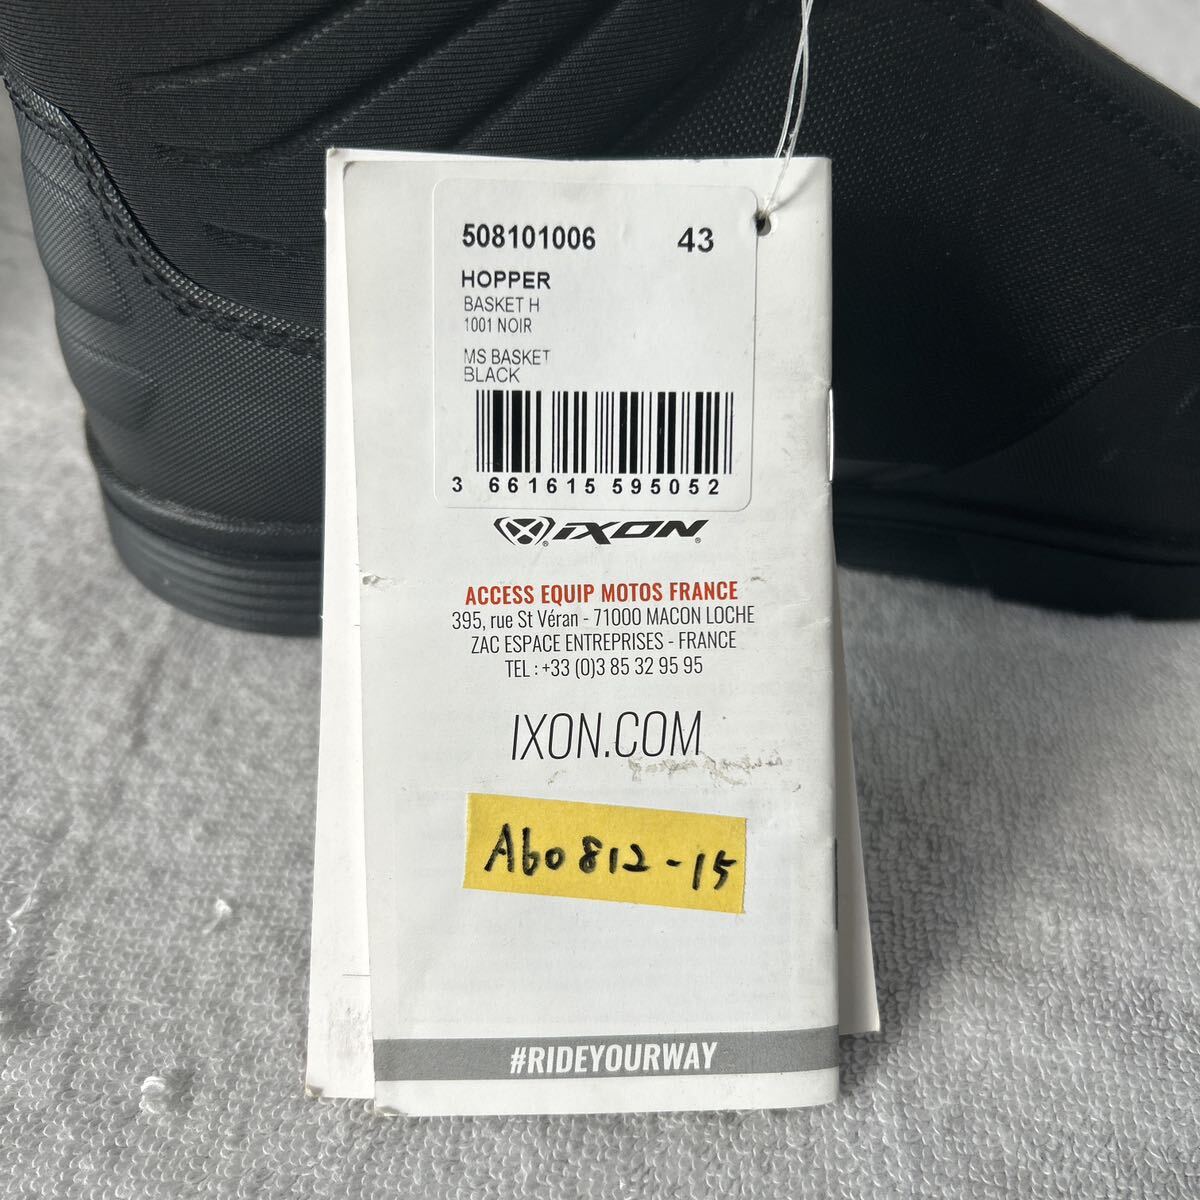 508101006 43
HOPPER
BASKET H
1001 NOIR
MS BASKET
BLACK
3 661615 595052
IXON
ACCESS EQUIP MOTOS FRANCE
395, rue St Véran - 71000 MACON LOCHE
ZAC ESPACE ENTREPRISES - FRANCE
TEL : +33 (0)3 85 32 95 95
IXON.COM
Ab0812-15
#RIDEYOURWAY